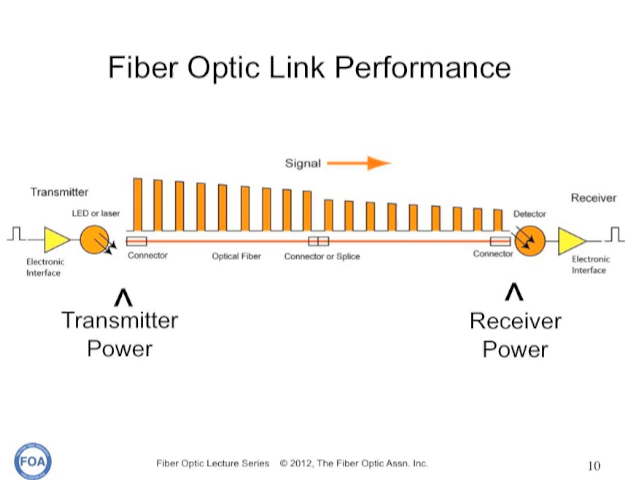 Fiber Optic Link Performance
Signal
Transmitter
Receiver
LED or laser
Detector
Electronic
Interface
Connector
Optical Fiber
Connector or Splice
Connector
Electronic
Interface
Transmitter
Power
Receiver
Power
FOA
Fiber Optic Lecture Series © 2012, The Fiber Optic Assn. Inc.
10